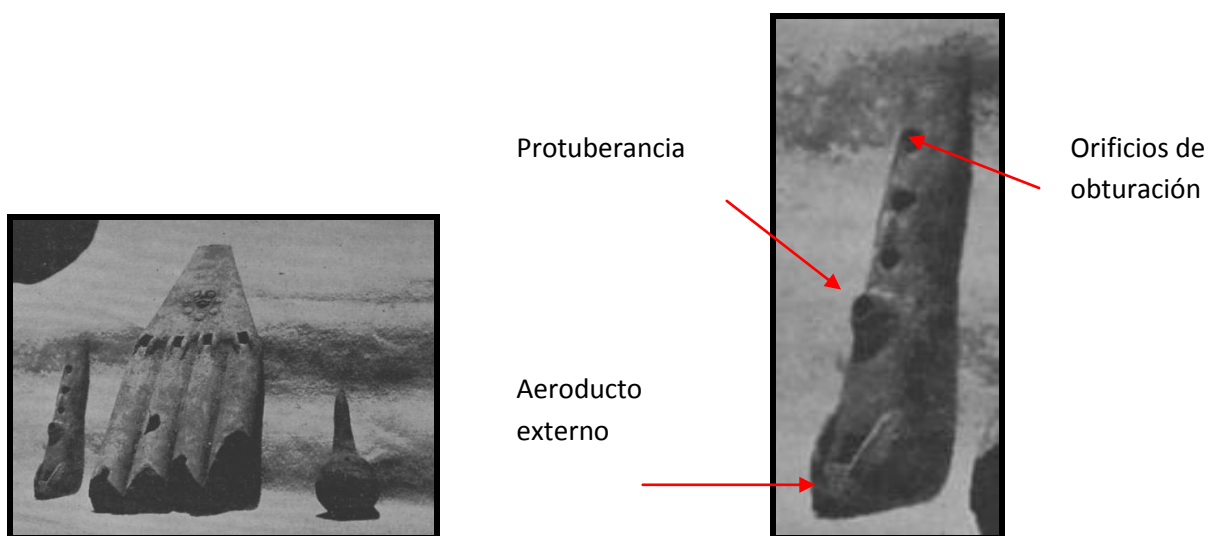 Protuberancia
Orificios de
obturación
Aeroducto
externo